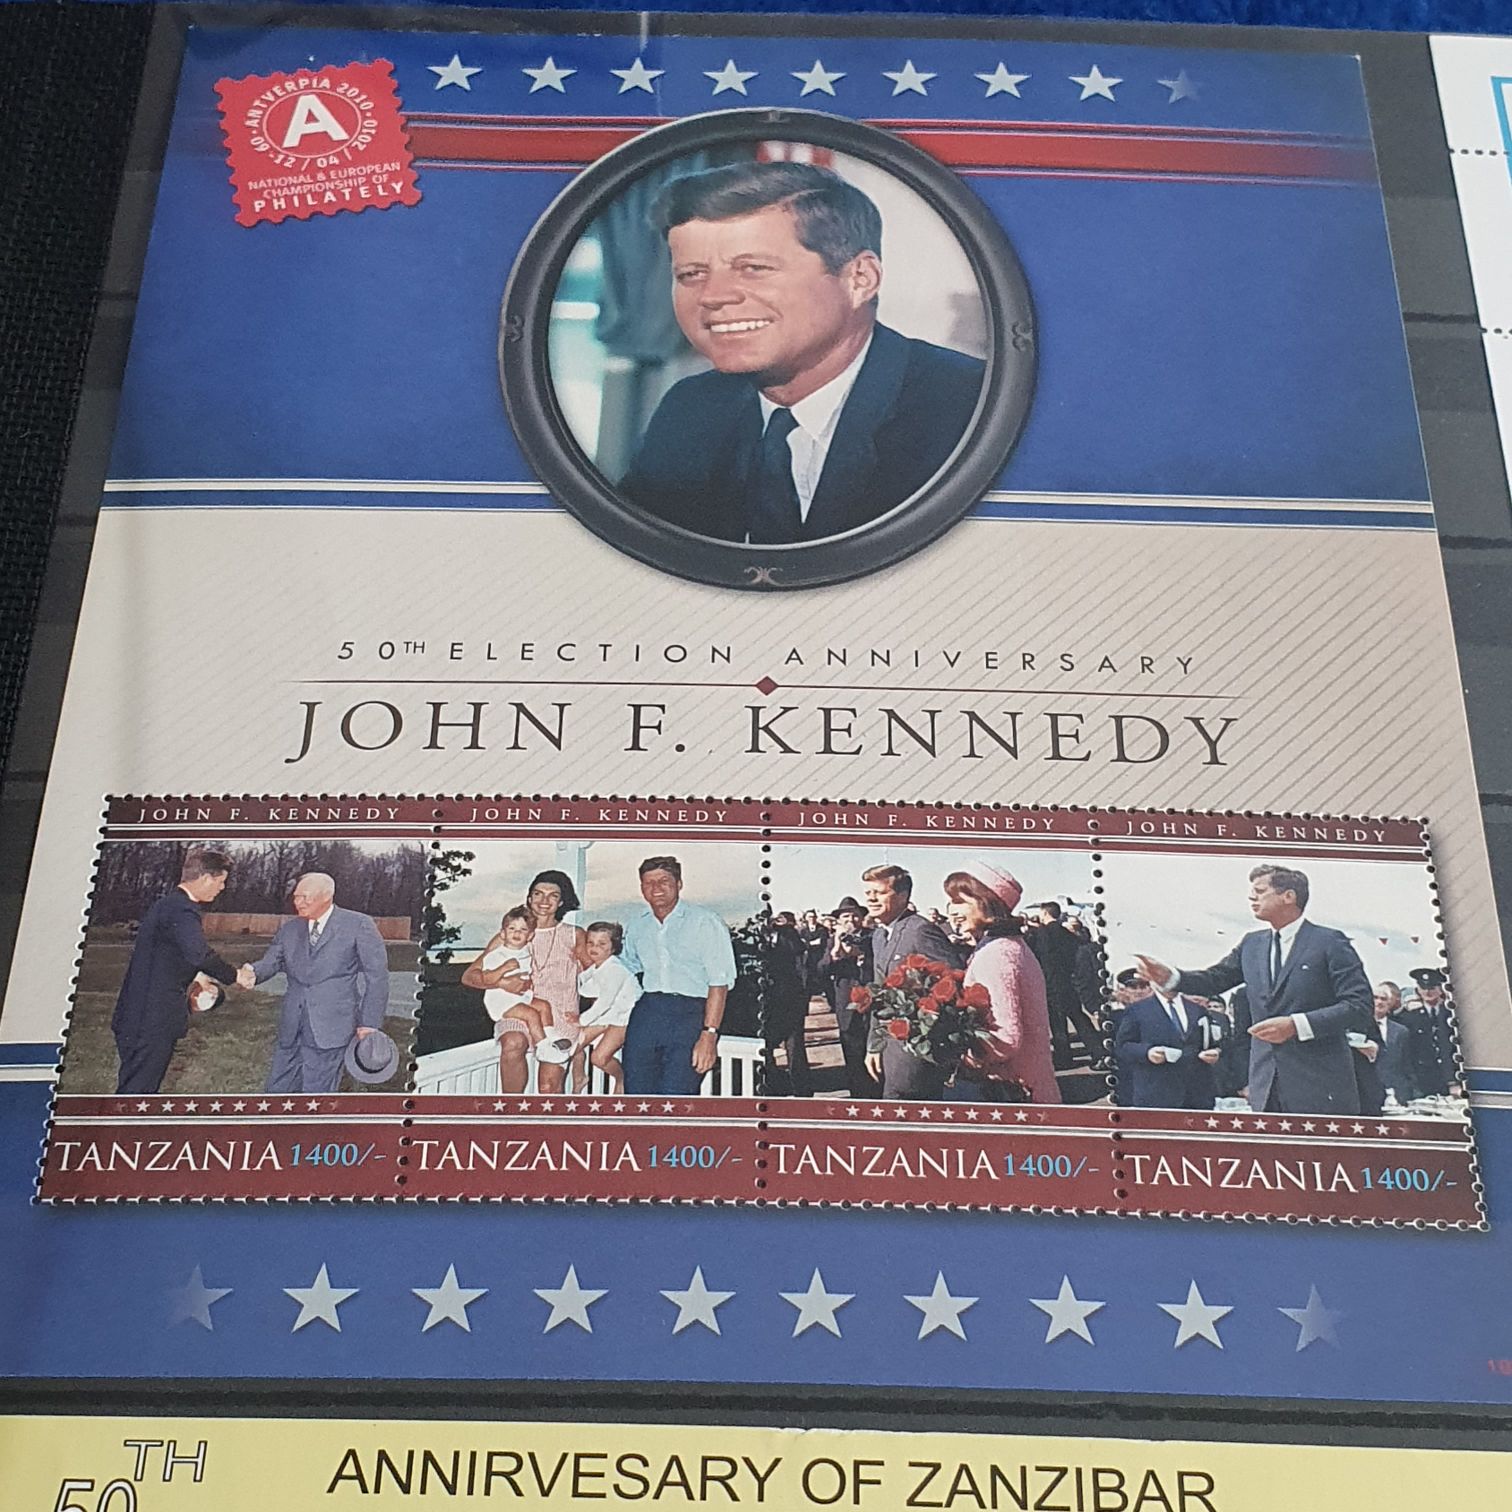 ANTVERPIA 2010
A
09-12 / 04 / 2010
NATIONAL & EUROPEAN
CHAMPIONSHIP OF
PHILATELY
50TH ELECTION ANNIVERSARY
JOHN F. KENNEDY
JOHN F. KENNEDY JOHN F. KENNEDY JOHN F. KENNEDY JOHN F. KENNEDY
TANZANIA 1400/- TANZANIA 1400/- TANZANIA 1400/- TANZANIA 1400/-
50TH ANNIRVESARY OF ZANZIBAR